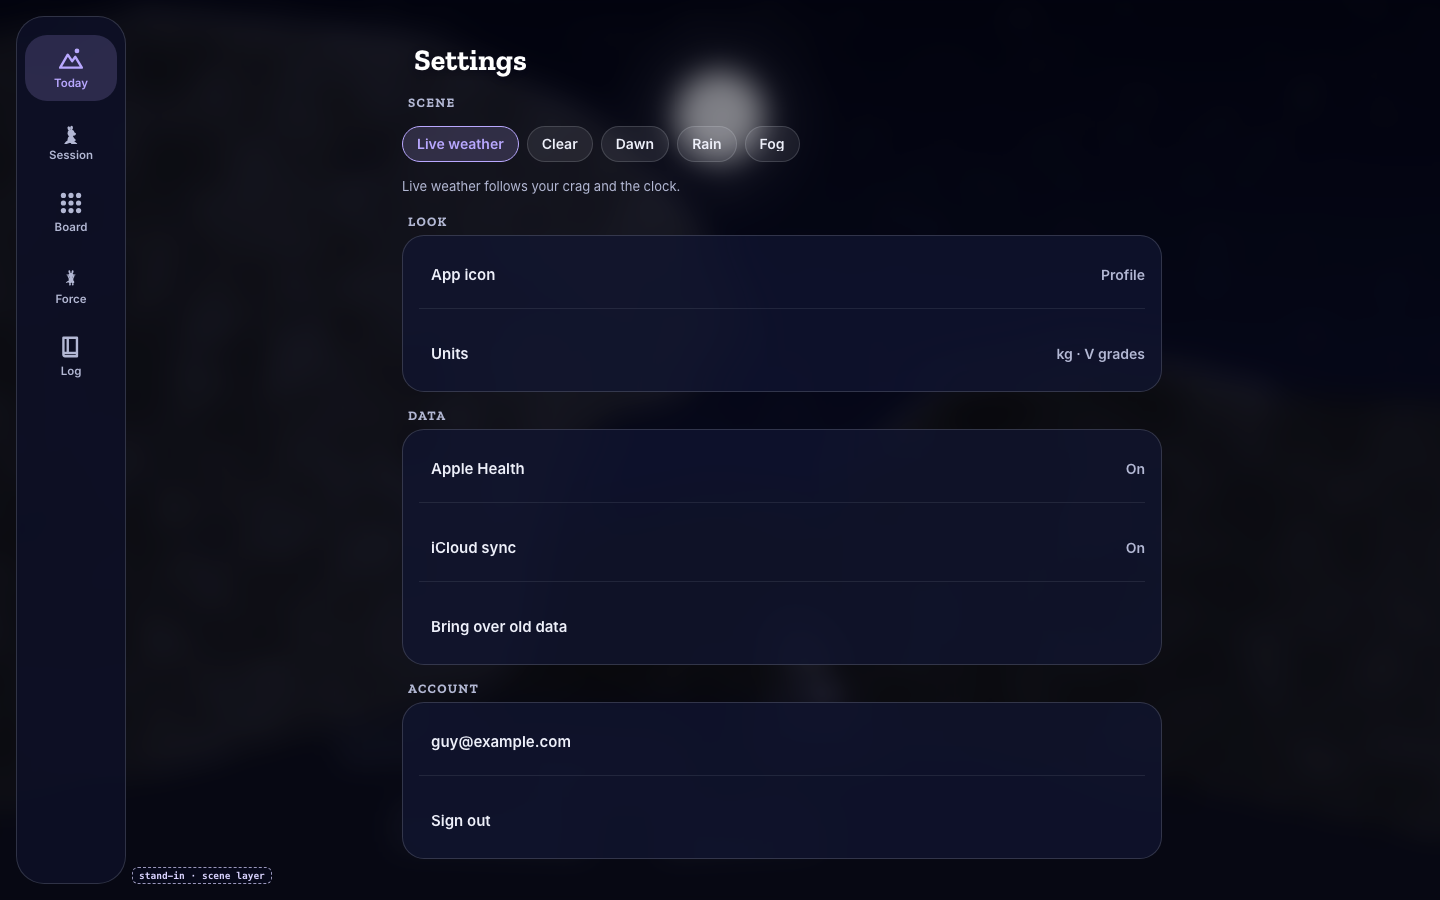 Today
Session
Board
Force
Log
Settings
SCENE
Live weather Clear Dawn Rain Fog
Live weather follows your crag and the clock.
LOOK
App icon Profile
Units kg · V grades
DATA
Apple Health On
iCloud sync On
Bring over old data
ACCOUNT
guy@example.com
Sign out
stand-in · scene layer